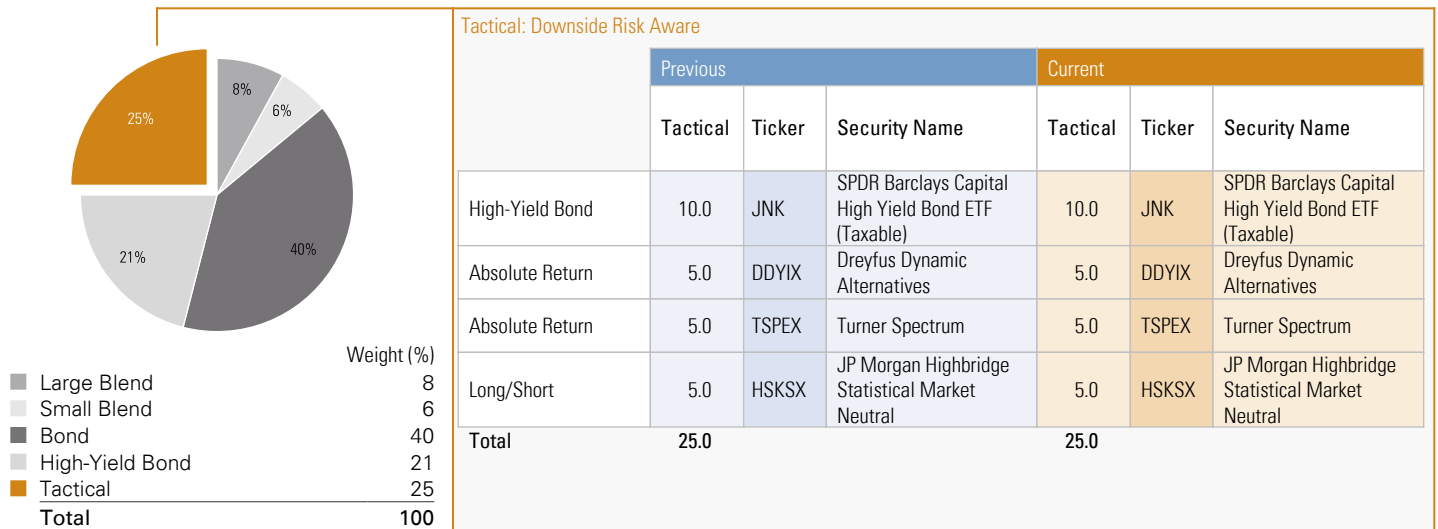 Tactical: Downside Risk Aware
8%
6%
25%
40%
21%
Weight (%)
Large Blend 8
Small Blend 6
Bond 40
High-Yield Bond 21
Tactical 25
Total 100
Previous Current
Tactical Ticker Security Name Tactical Ticker Security Name
High-Yield Bond 10.0 JNK SPDR Barclays Capital High Yield Bond ETF (Taxable) 10.0 JNK SPDR Barclays Capital High Yield Bond ETF (Taxable)
Absolute Return 5.0 DDYIX Dreyfus Dynamic Alternatives 5.0 DDYIX Dreyfus Dynamic Alternatives
Absolute Return 5.0 TSPEX Turner Spectrum 5.0 TSPEX Turner Spectrum
Long/Short 5.0 HSKSX JP Morgan Highbridge Statistical Market Neutral 5.0 HSKSX JP Morgan Highbridge Statistical Market Neutral
Total 25.0 25.0